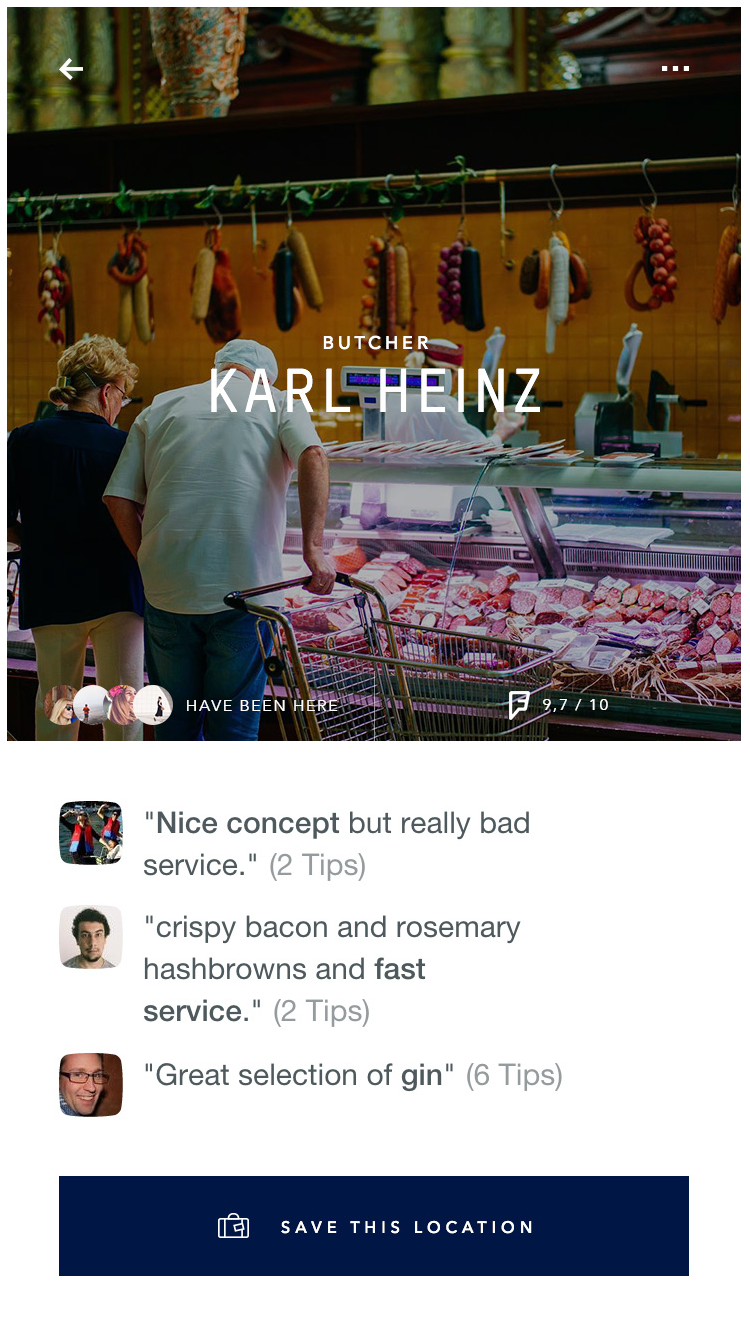 BUTCHER
KARL HEINZ
HAVE BEEN HERE
9,7 / 10
"Nice concept but really bad
service." (2 Tips)
"crispy bacon and rosemary
hashbrowns and fast
service." (2 Tips)
"Great selection of gin" (6 Tips)
SAVE THIS LOCATION